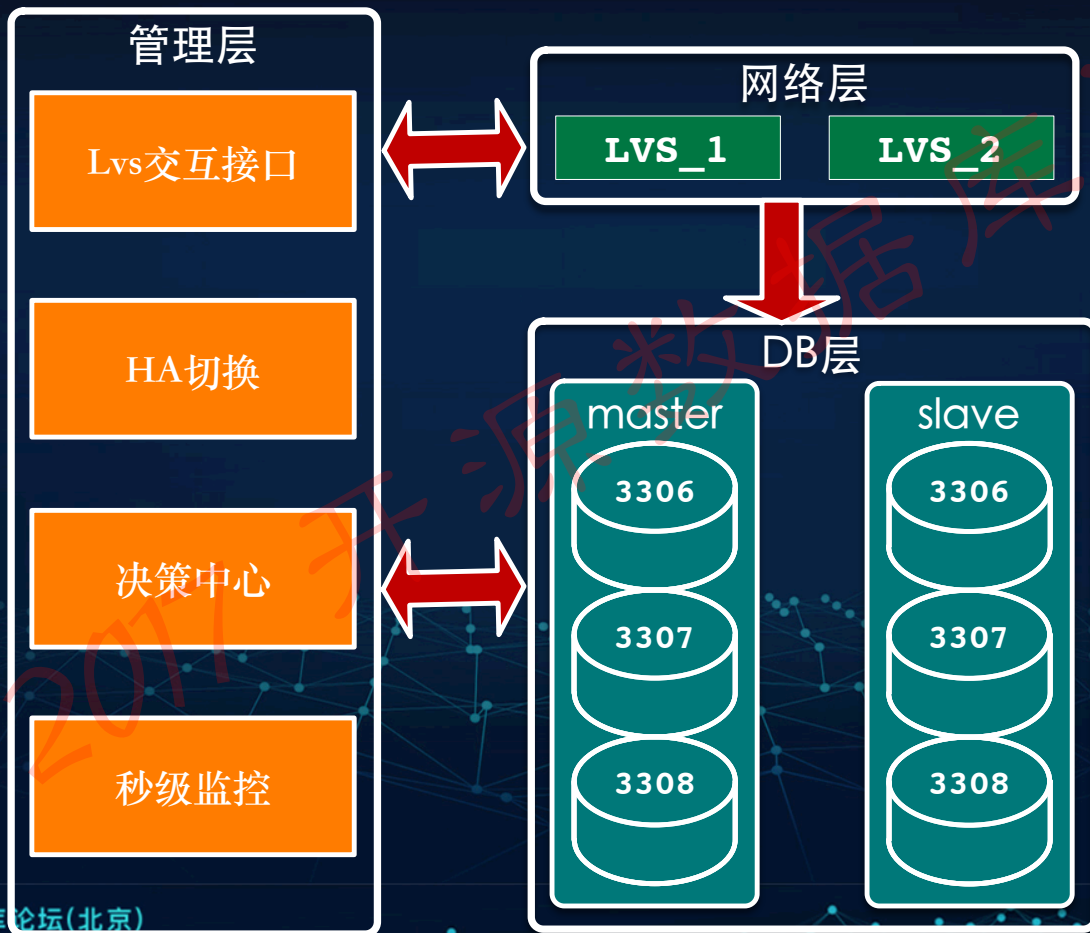 管理层
Lvs交互接口
HA切换
决策中心
秒级监控
网络层
LVS_1
LVS_2
DB层
master
3306
3307
3308
slave
3306
3307
3308
2017 开源数据库
论坛(北京)